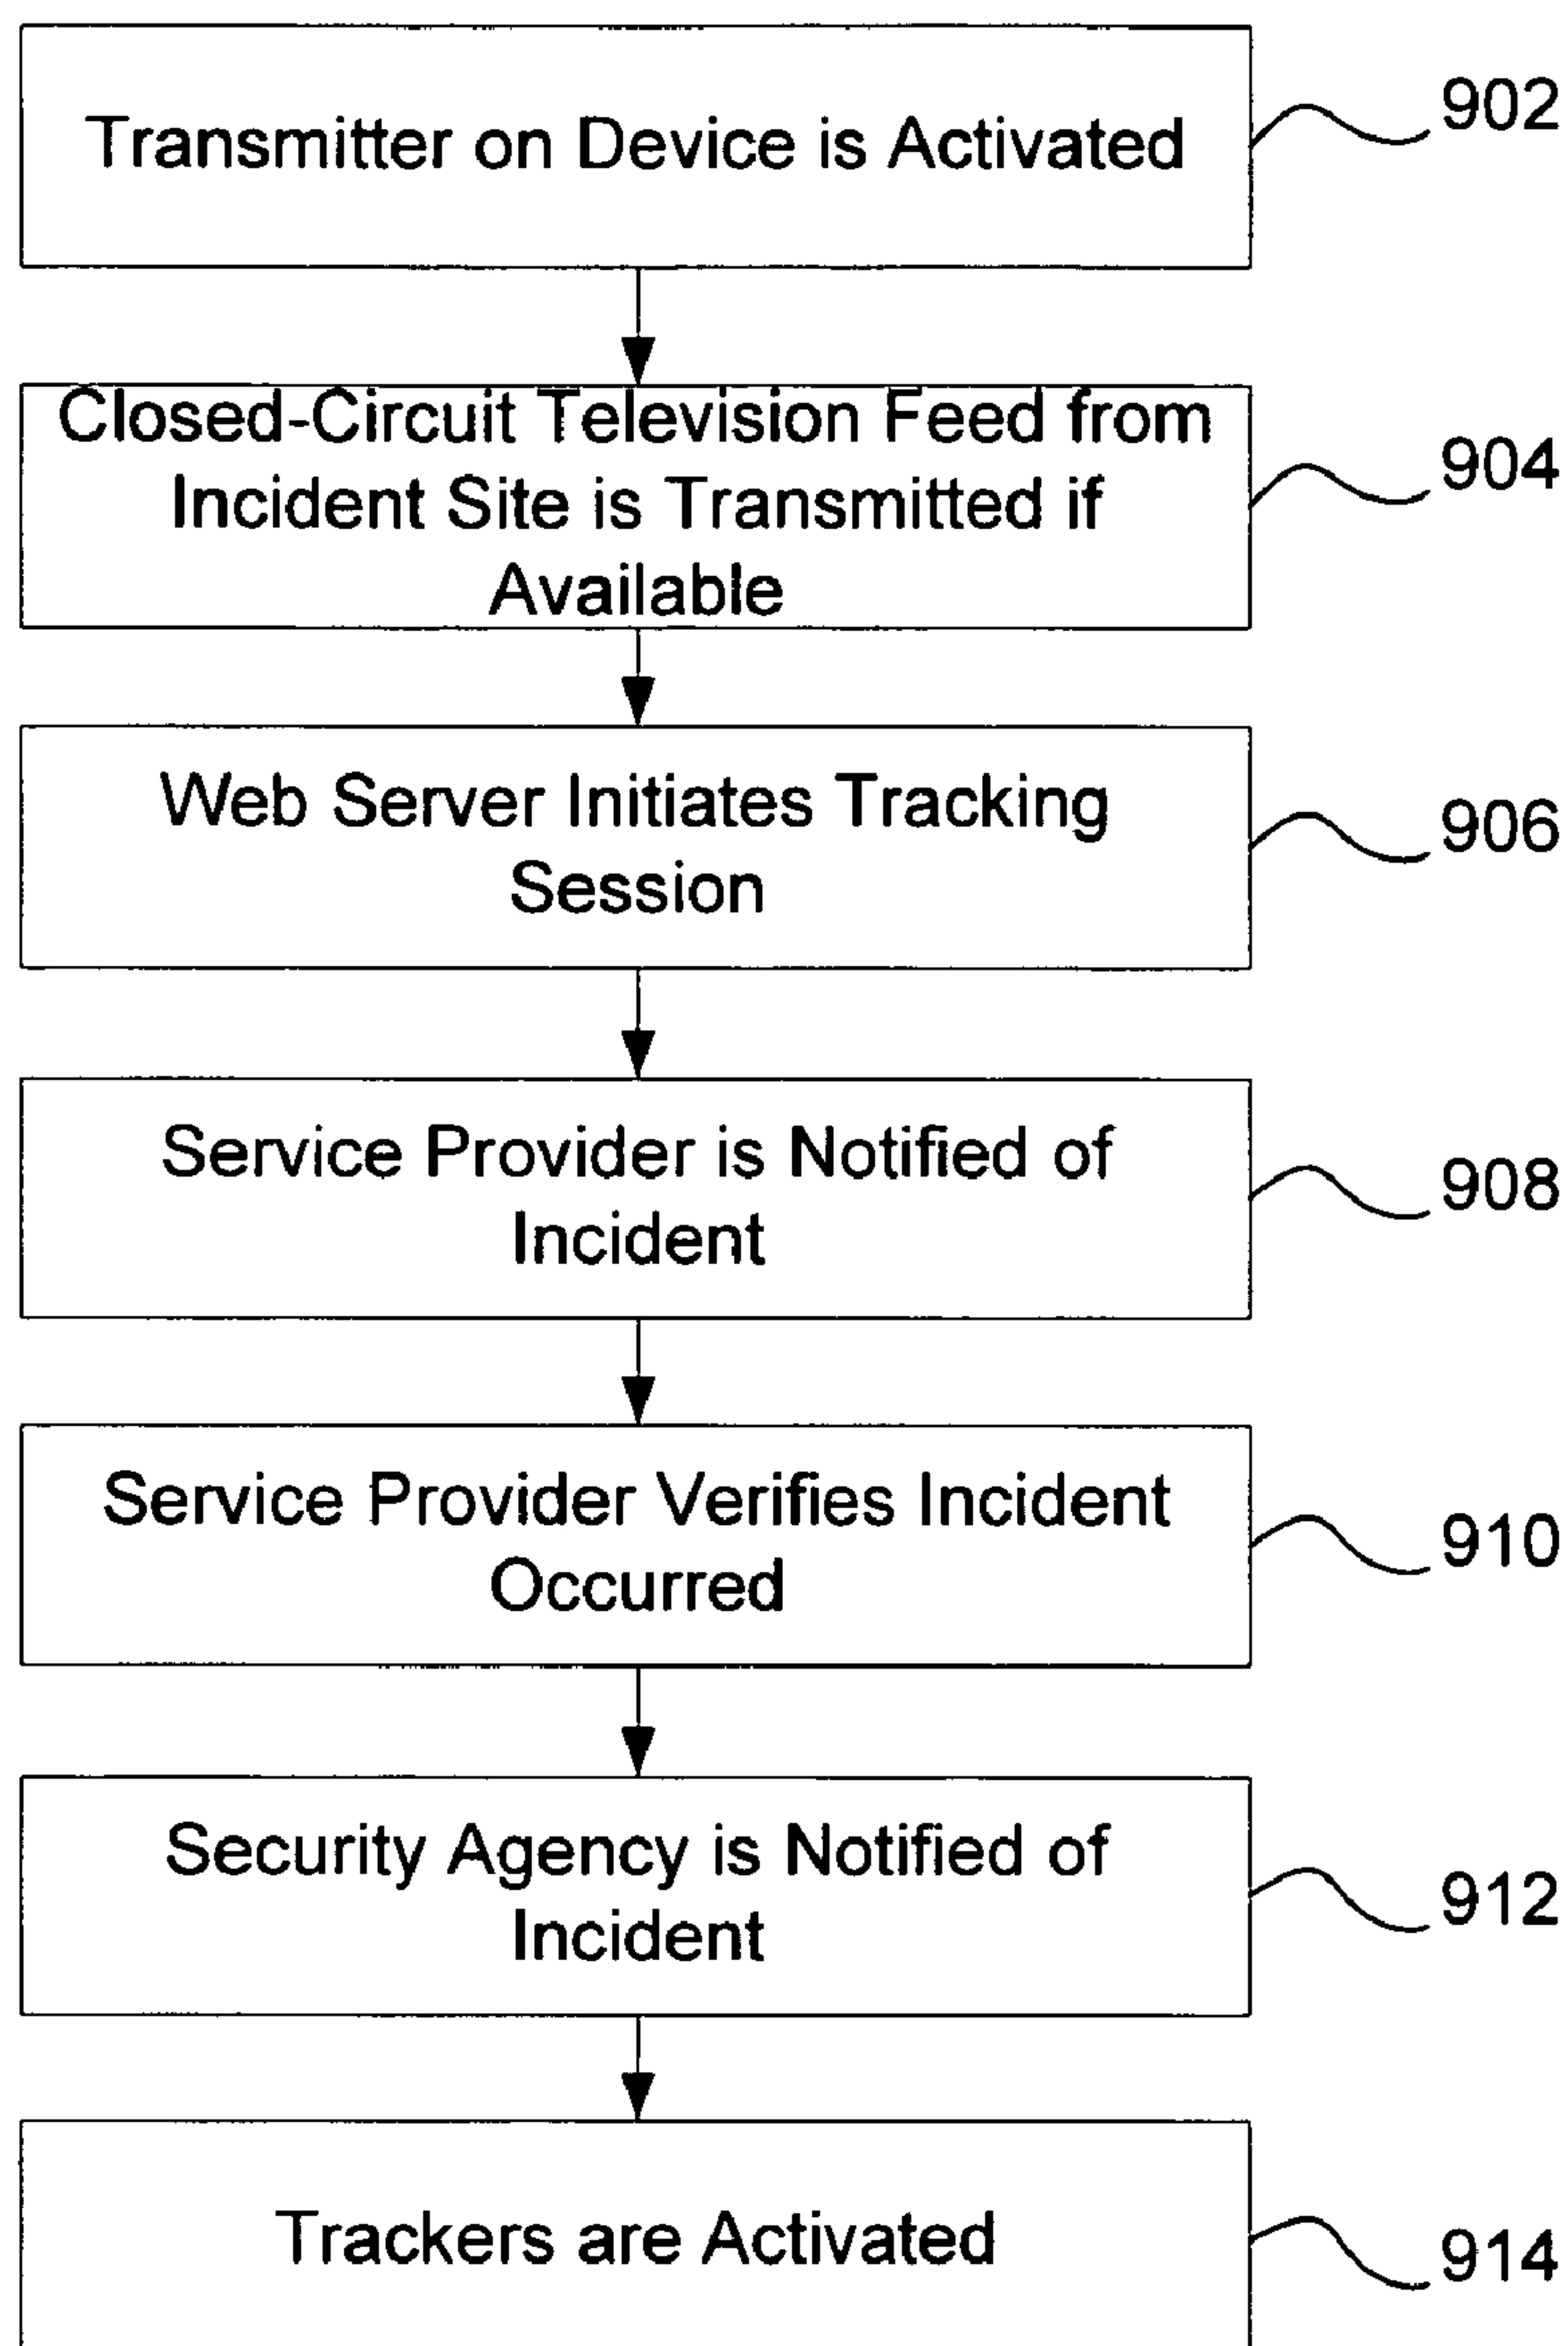 Transmitter on Device is Activated
902
Closed-Circuit Television Feed from
Incident Site is Transmitted if
Available
904
Web Server Initiates Tracking
Session
906
Service Provider is Notified of
Incident
908
Service Provider Verifies Incident
Occurred
910
Security Agency is Notified of
Incident
912
Trackers are Activated
914